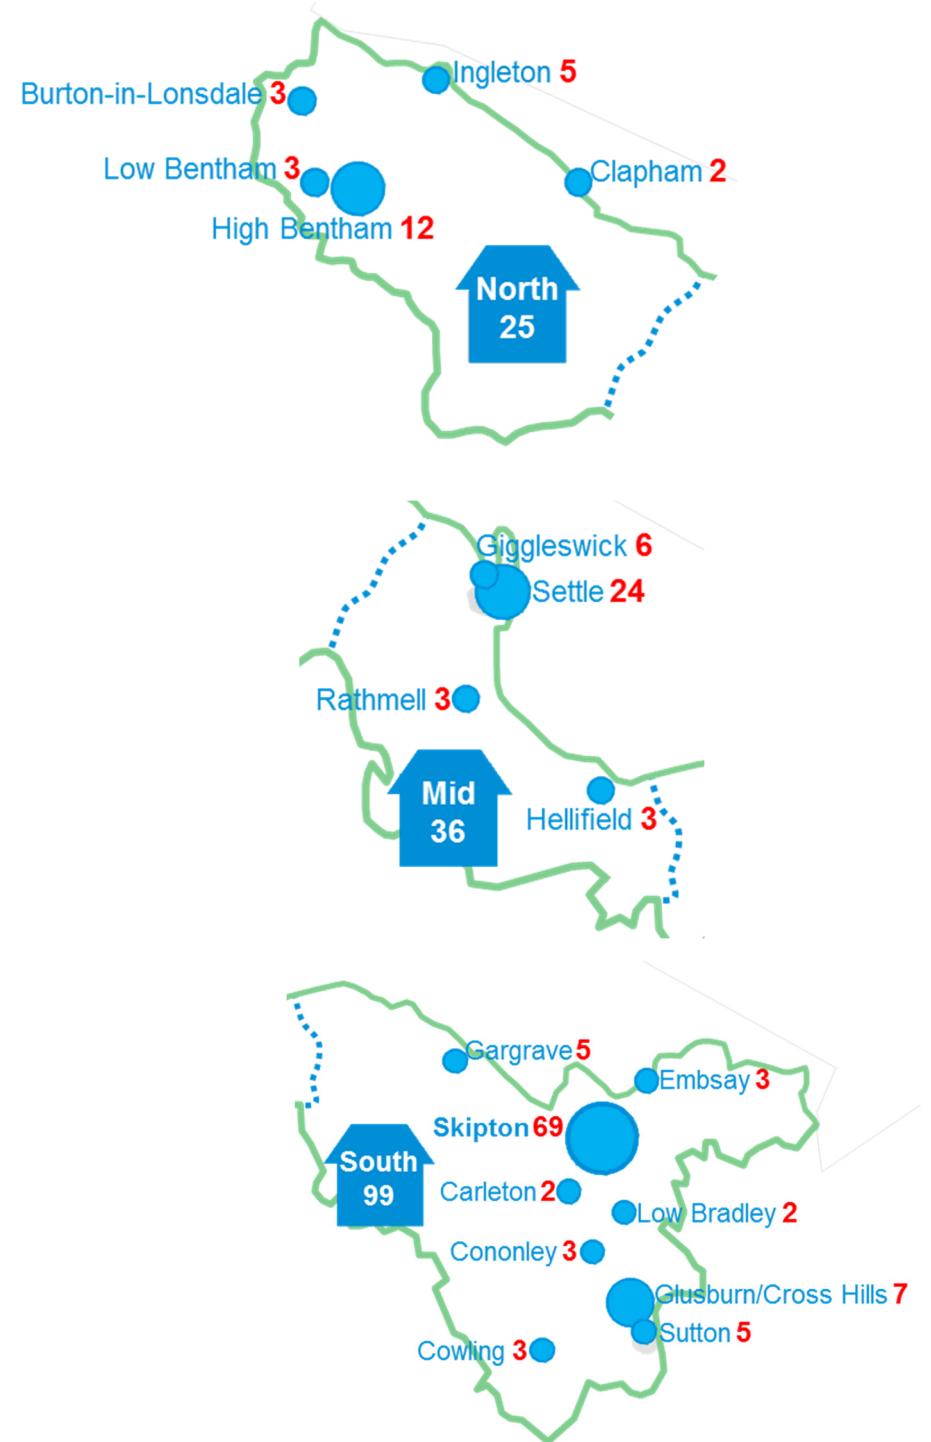 Ingleton 5
Burton-in-Lonsdale 3
Low Bentham 3
Clapham 2
High Bentham 12
North
25
Giggleswick 6
Settle 24
Rathmell 3
Mid
36
Hellifield 3
Gargrave 5
Embsay 3
Skipton 69
South
99
Carleton 2
Low Bradley 2
Cononley 3
Glusburn/Cross Hills 7
Sutton 5
Cowling 3